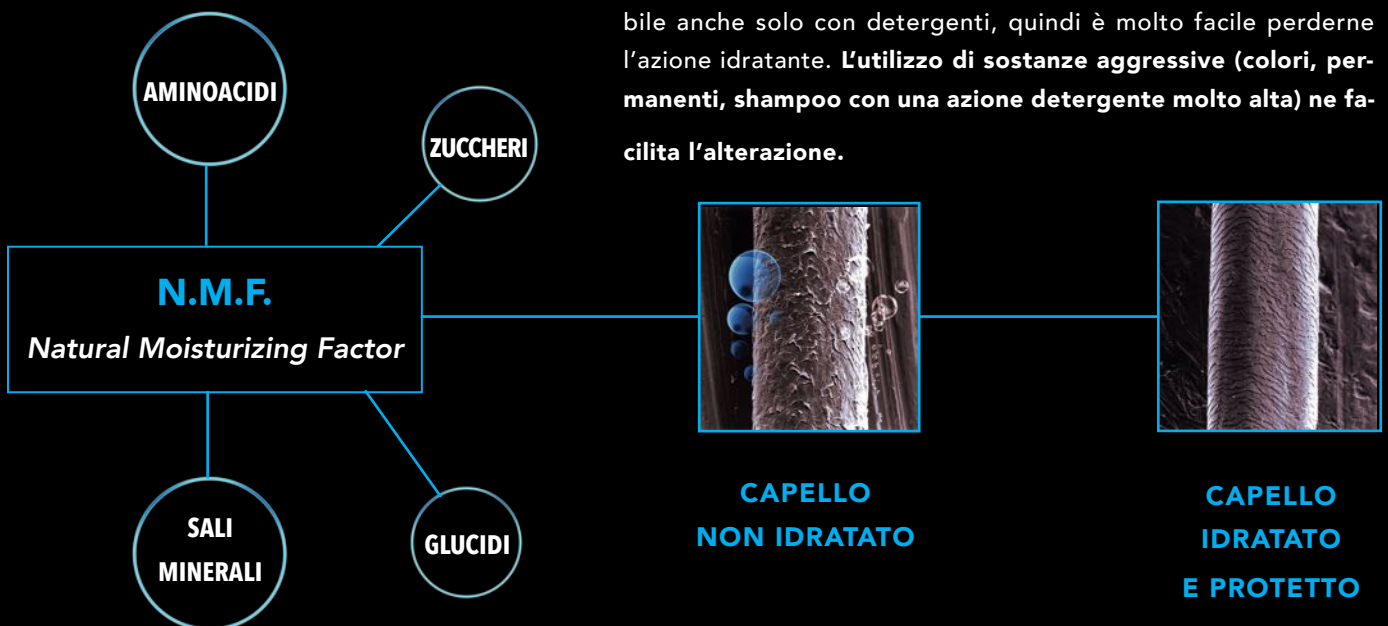 bile anche solo con detergenti, quindi è molto facile perderne
l’azione idratante. L’utilizzo di sostanze aggressive (colori, per-
manenti, shampoo con una azione detergente molto alta) ne fa-
cilita l’alterazione.
AMINOACIDI
ZUCCHERI
N.M.F.
Natural Moisturizing Factor
SALI
MINERALI
GLUCIDI
CAPELLO
NON IDRATATO
CAPELLO
IDRATATO
E PROTETTO